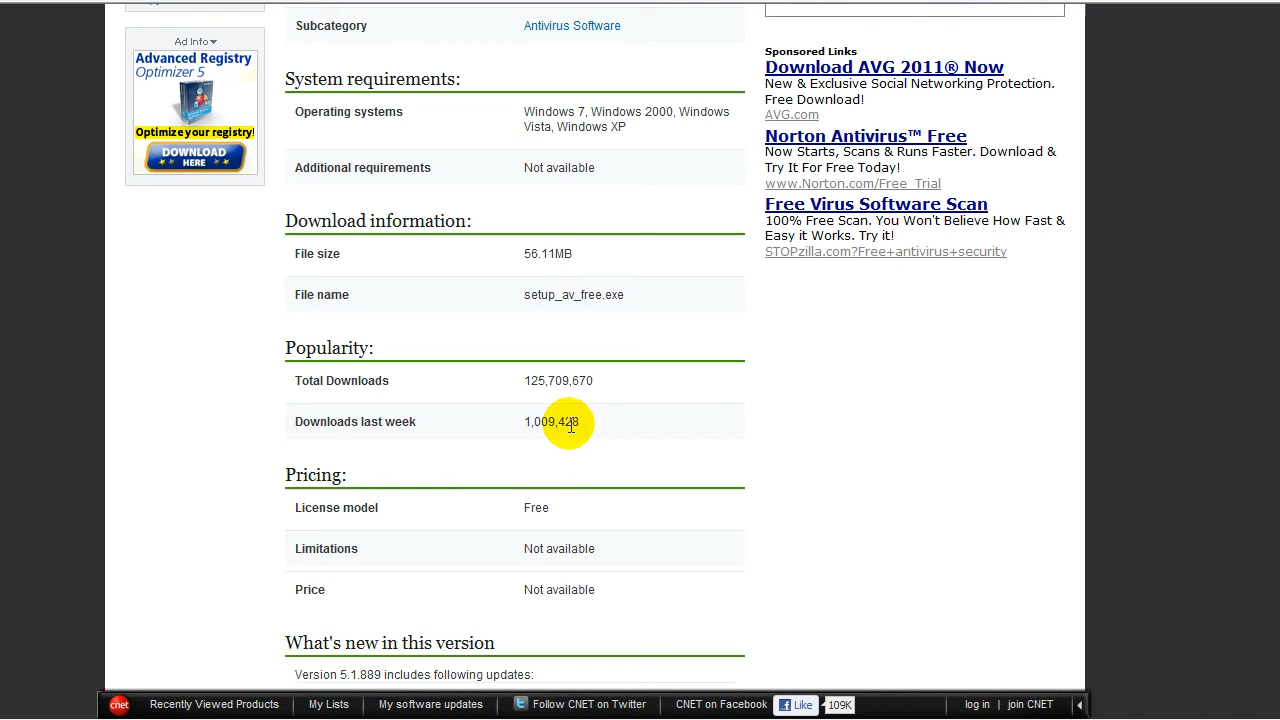 Subcategory Antivirus Software
Ad Info
Advanced Registry
Optimizer 5
Optimize your registry!
DOWNLOAD
HERE
System requirements:
Operating systems Windows 7, Windows 2000, Windows
Vista, Windows XP
Additional requirements Not available
Download information:
File size 56.11MB
File name setup_av_free.exe
Popularity:
Total Downloads 125,709,670
Downloads last week 1,009,428
Pricing:
License model Free
Limitations Not available
Price Not available
What's new in this version
Version 5.1.889 includes following updates:
Sponsored Links
Download AVG 2011® Now
New & Exclusive Social Networking Protection.
Free Download!
AVG.com
Norton Antivirus™ Free
Now Starts, Scans & Runs Faster. Download &
Try It For Free Today!
www.Norton.com/Free_Trial
Free Virus Software Scan
100% Free Scan. You Won't Believe How Fast &
Easy it Works. Try it!
STOPzilla.com?Free+antivirus+security
cnet Recently Viewed Products My Lists My software updates Follow CNET on Twitter CNET on Facebook Like 109K log in | join CNET